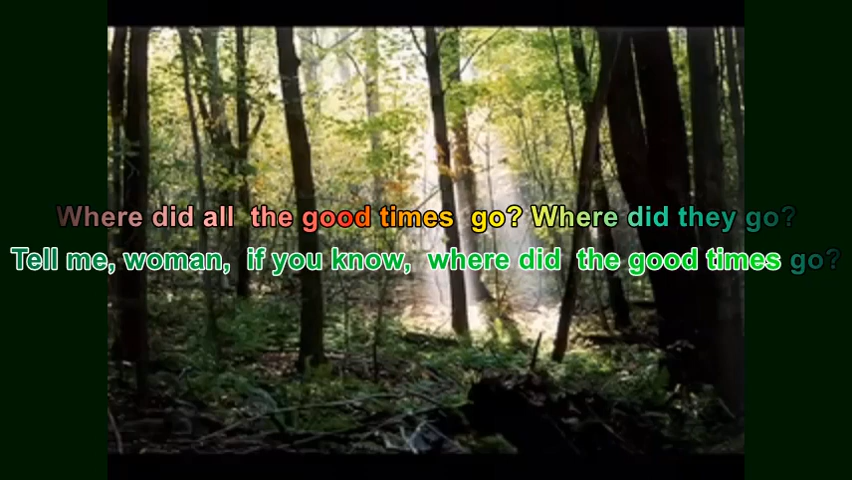 Where did all the good times go? Where did they go?
Tell me, woman, if you know, where did the good times go?